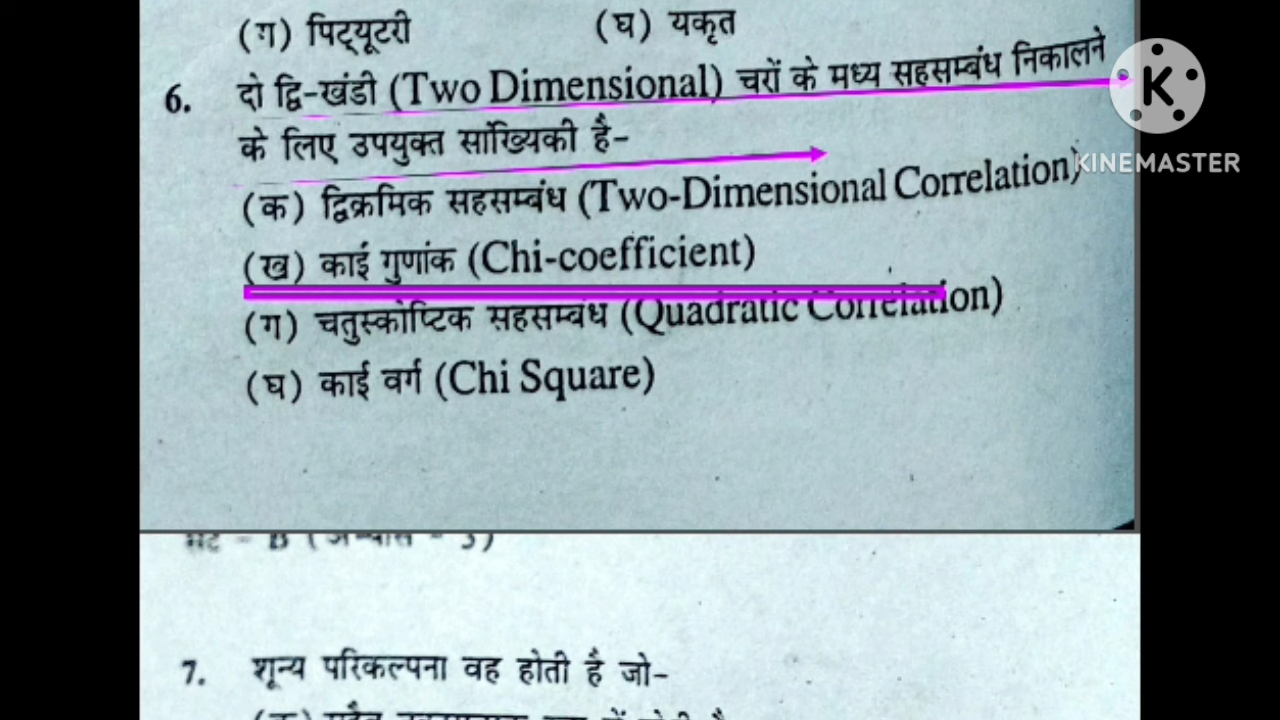 (ग) पिट्यूटरी (घ) यकृत
6. दो द्वि-खंडी (Two Dimensional) चरों के मध्य सहसम्बंध निकालने
के लिए उपयुक्त सांख्यिकी है-
K
KINEMASTER
(क) द्विक्रमिक सहसम्बंध (Two-Dimensional Correlation)
(ख) काई गुणांक (Chi-coefficient)
(ग) चतुस्कोप्टिक सहसम्बंध (Quadratic Correlation)
(घ) काई वर्ग (Chi Square)
7. शून्य परिकल्पना वह होती है जो-